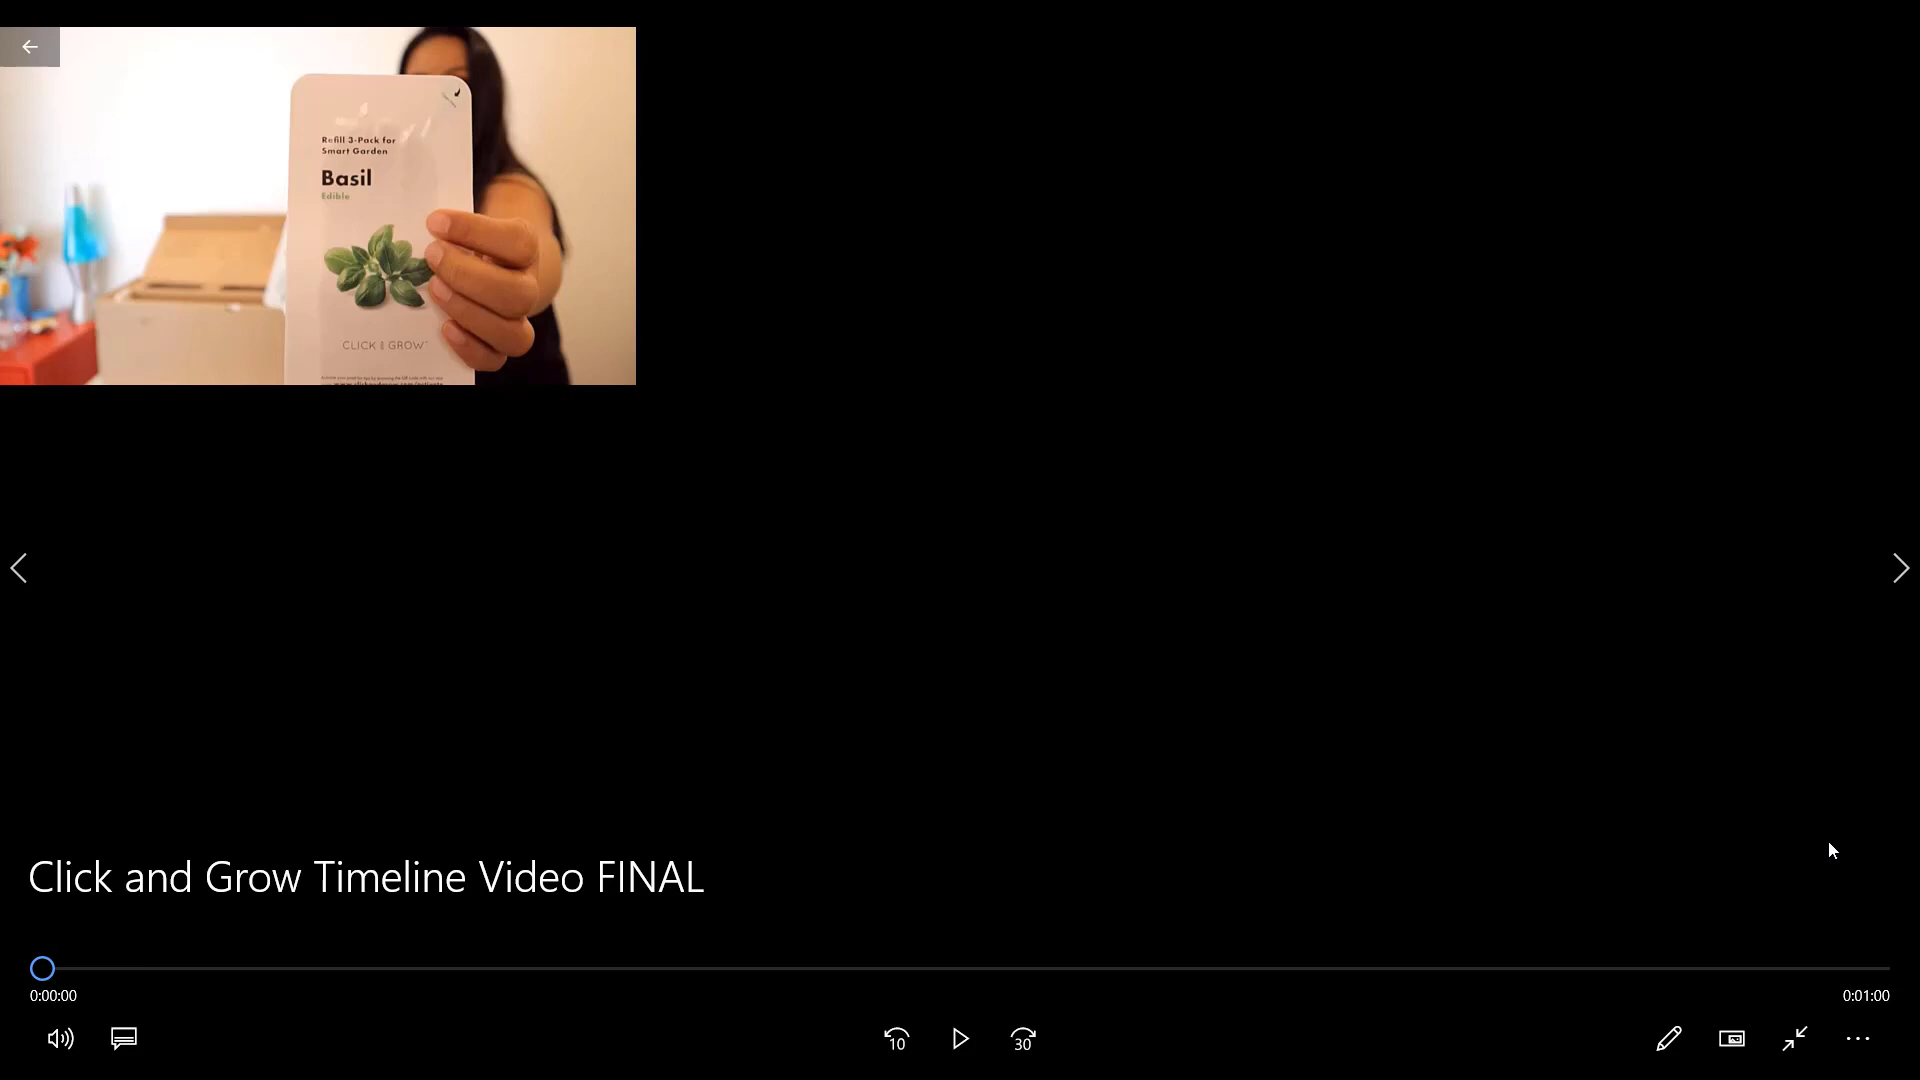 Refill 3-Pack for
Smart Garden
Basil
Edible
CLICK & GROW™
Click and Grow Timeline Video FINAL
0:00:00
0:01:00
10
30